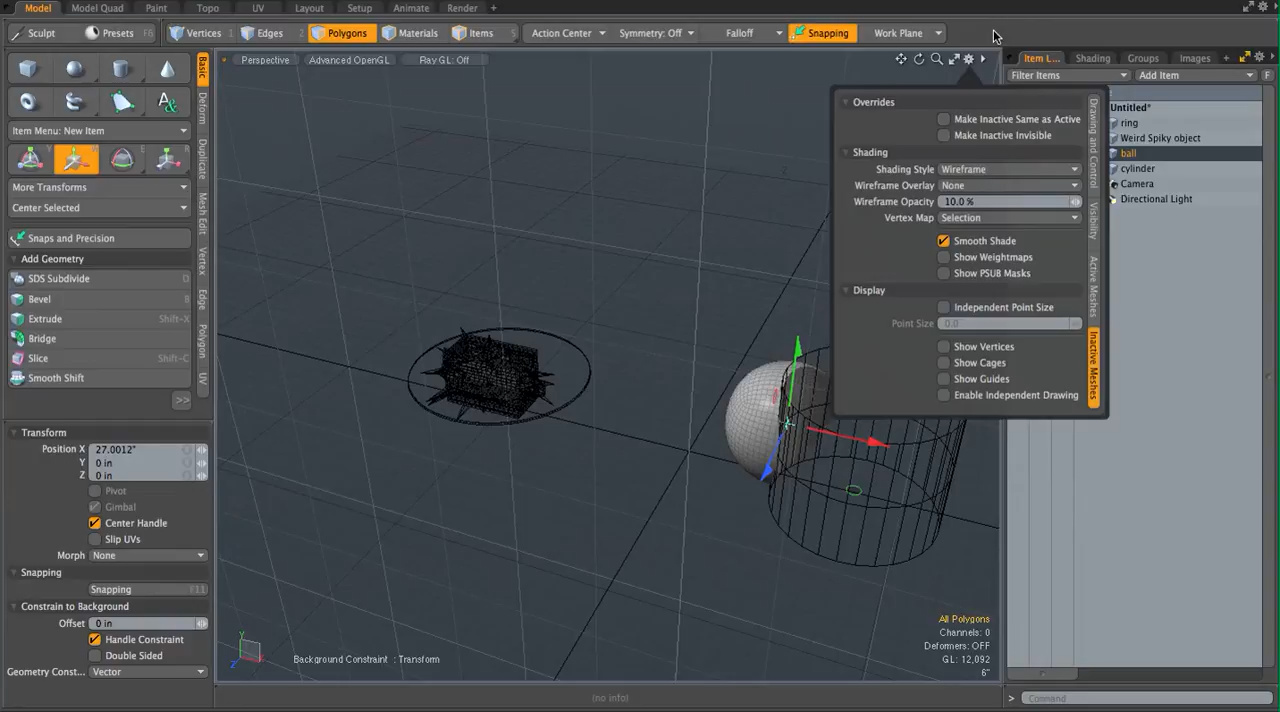 Model Model Quad Paint Topo UV Layout Setup Animate Render +
Sculpt Presets F6 Vertices 1 Edges 2 Polygons Materials Items 5 Action Center Symmetry: Off Falloff Snapping Work Plane
Perspective Advanced OpenGL Ray GL: Off
Item L... Shading Groups Images +
Filter Items Add Item F
Basic
Deform
Duplicate
Mesh Edit
Vertex
Edge
Polygon
UV
Item Menu: New Item
Y W E R
More Transforms
Center Selected
Snaps and Precision
Add Geometry
SDS Subdivide D
Bevel B
Extrude Shift-X
Bridge
Slice Shift-C
Smooth Shift
>>
Transform
Position X 27.0012"
Y 0 in
Z 0 in
Pivot
Gimbal
Center Handle
Slip UVs
Morph None
Snapping
Snapping F11
Constrain to Background
Offset 0 in
Handle Constraint
Double Sided
Geometry Const... Vector
Overrides
Make Inactive Same as Active
Make Inactive Invisible
Shading
Shading Style Wireframe
Wireframe Overlay None
Wireframe Opacity 10.0 %
Vertex Map Selection
Smooth Shade
Show Weightmaps
Show PSUB Masks
Display
Independent Point Size
Point Size 0.0
Show Vertices
Show Cages
Show Guides
Enable Independent Drawing
Drawing and Control
Visibility
Active Meshes
Inactive Meshes
Untitled*
ring
Weird Spiky object
ball
cylinder
Camera
Directional Light
All Polygons
Channels: 0
Deformers: OFF
GL: 12,092
6"
Y
Z
Background Constraint : Transform
(no info)
> Command